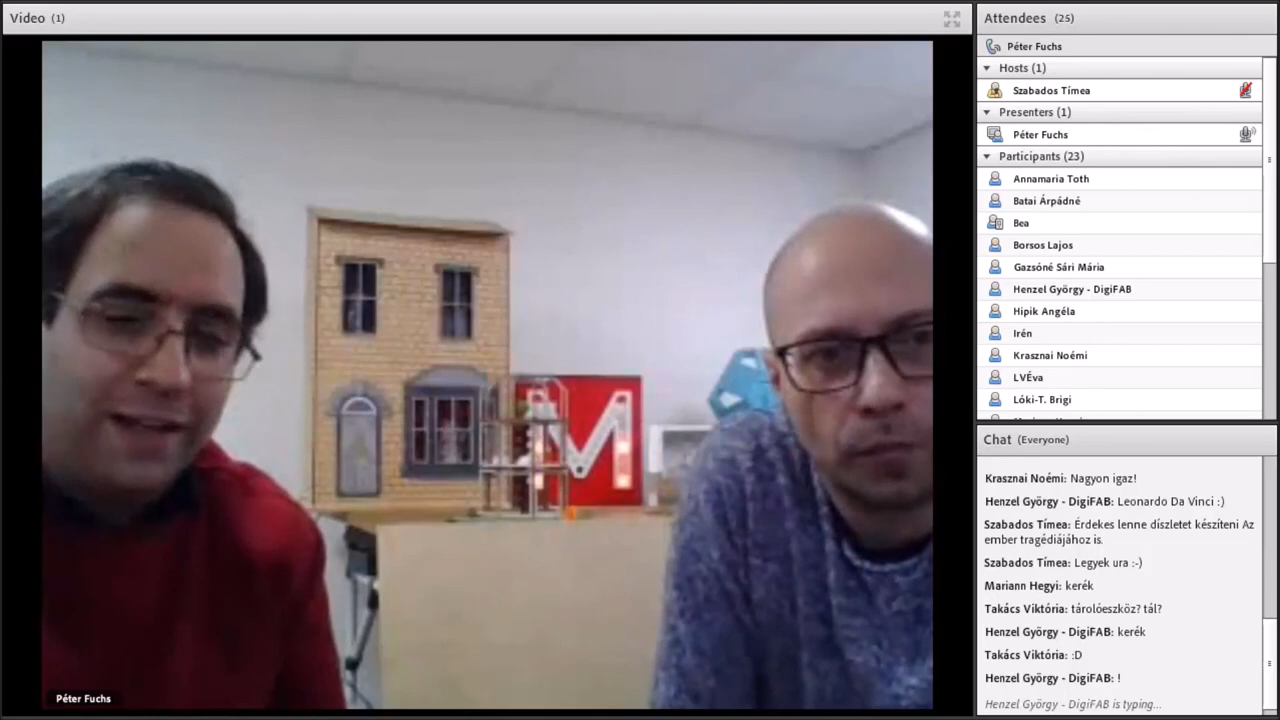 Video (1)
Péter Fuchs
M
Attendees (25)
Péter Fuchs
Hosts (1)
Szabados Tímea
Presenters (1)
Péter Fuchs
Participants (23)
Annamaria Toth
Batai Árpádné
Bea
Borsos Lajos
Gazsóné Sári Mária
Henzel György - DigiFAB
Hipik Angéla
Irén
Krasznai Noémi
LVÉva
Lóki-T. Brigi
Chat (Everyone)
Krasznai Noémi: Nagyon igaz!
Henzel György - DigiFAB: Leonardo Da Vinci :)
Szabados Tímea: Érdekes lenne díszletet készíteni Az
ember tragédiájához is.
Szabados Tímea: Legyek ura :-)
Mariann Hegyi: kerék
Takács Viktória: tárolóeszköz? tál?
Henzel György - DigiFAB: kerék
Takács Viktória: :D
Henzel György - DigiFAB: !
Henzel György - DigiFAB is typing...